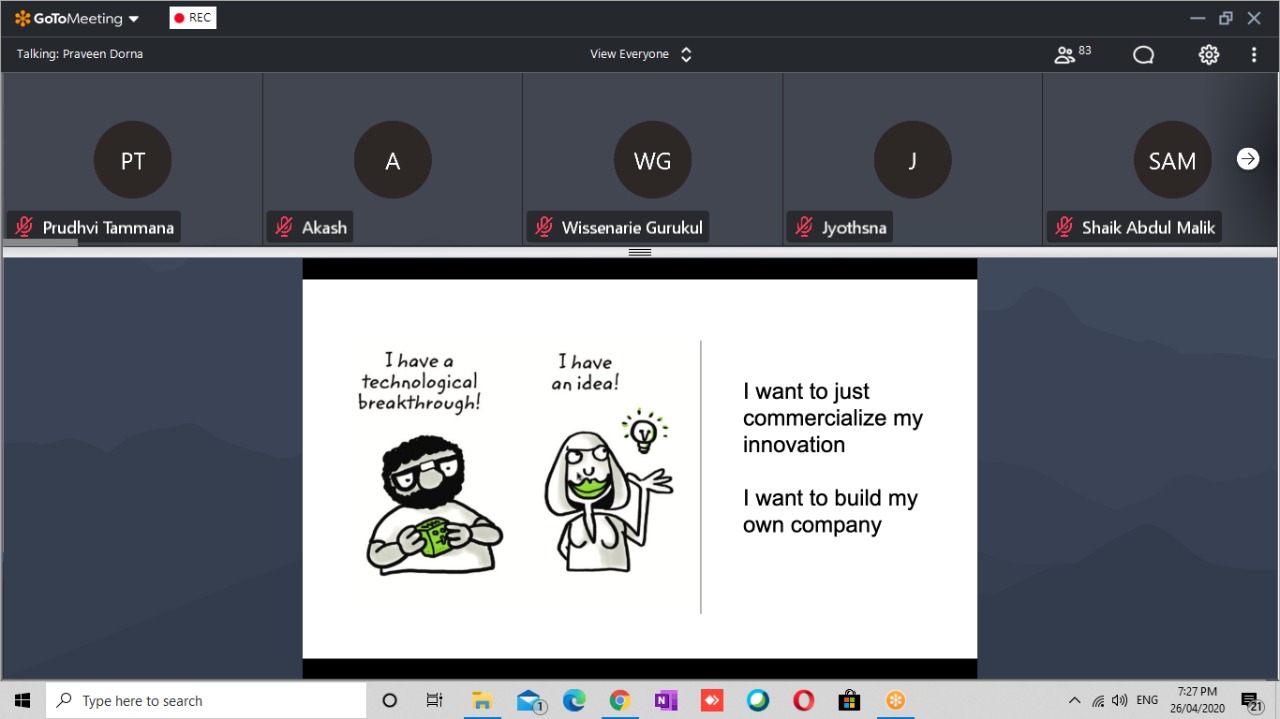 GoToMeeting
REC
Talking: Praveen Dorna
View Everyone
83
PT
A
WG
J
SAM
Prudhvi Tammana
Akash
Wissenarie Gurukul
Jyothsna
Shaik Abdul Malik
I have a
technological
breakthrough!
I have
an idea!
I want to just
commercialize my
innovation
I want to build my
own company
Type here to search
1
N
ENG
7:27 PM
26/04/2020
21